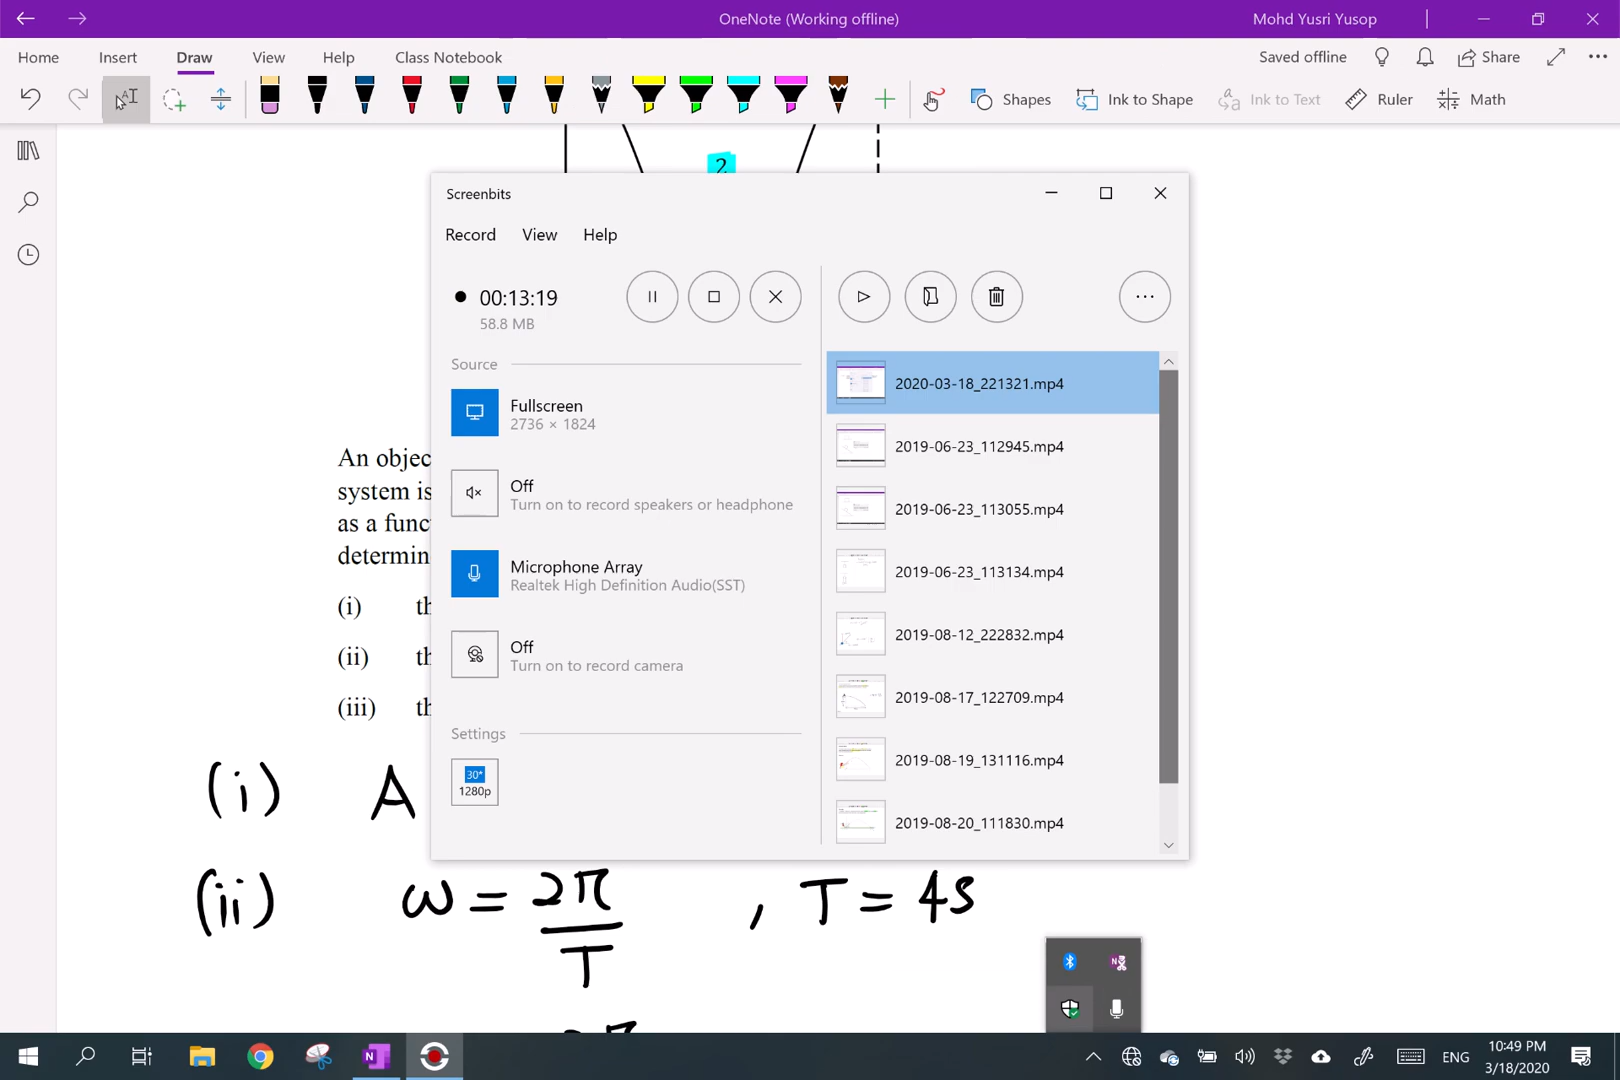 OneNote (Working offline)
Mohd Yusri Yusop
Home Insert Draw View Help Class Notebook
Saved offline Share
Shapes Ink to Shape Ink to Text Ruler Math
2
Screenbits
Record View Help
00:13:19
58.8 MB
Source
Fullscreen
2736 × 1824
Off
Turn on to record speakers or headphone
Microphone Array
Realtek High Definition Audio(SST)
Off
Turn on to record camera
Settings
30*
1280p
2020-03-18_221321.mp4
2019-06-23_112945.mp4
2019-06-23_113055.mp4
2019-06-23_113134.mp4
2019-08-12_222832.mp4
2019-08-17_122709.mp4
2019-08-19_131116.mp4
2019-08-20_111830.mp4
An objec
system is
as a func
determin
(i) th
(ii) th
(iii) th
(i) A
(ii) ω = 2π / T , T = 4s
ENG
10:49 PM
3/18/2020